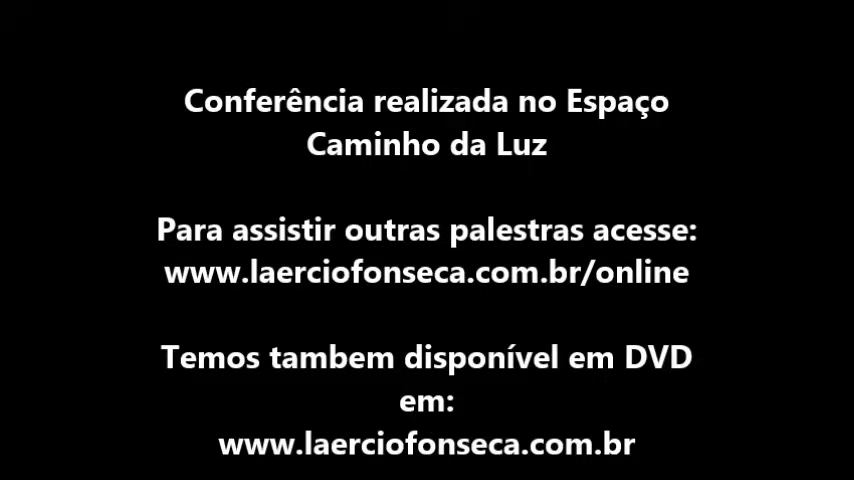 Conferência realizada no Espaço
Caminho da Luz
Para assistir outras palestras acesse:
www.laerciofonseca.com.br/online
Temos tambem disponível em DVD
em:
www.laerciofonseca.com.br